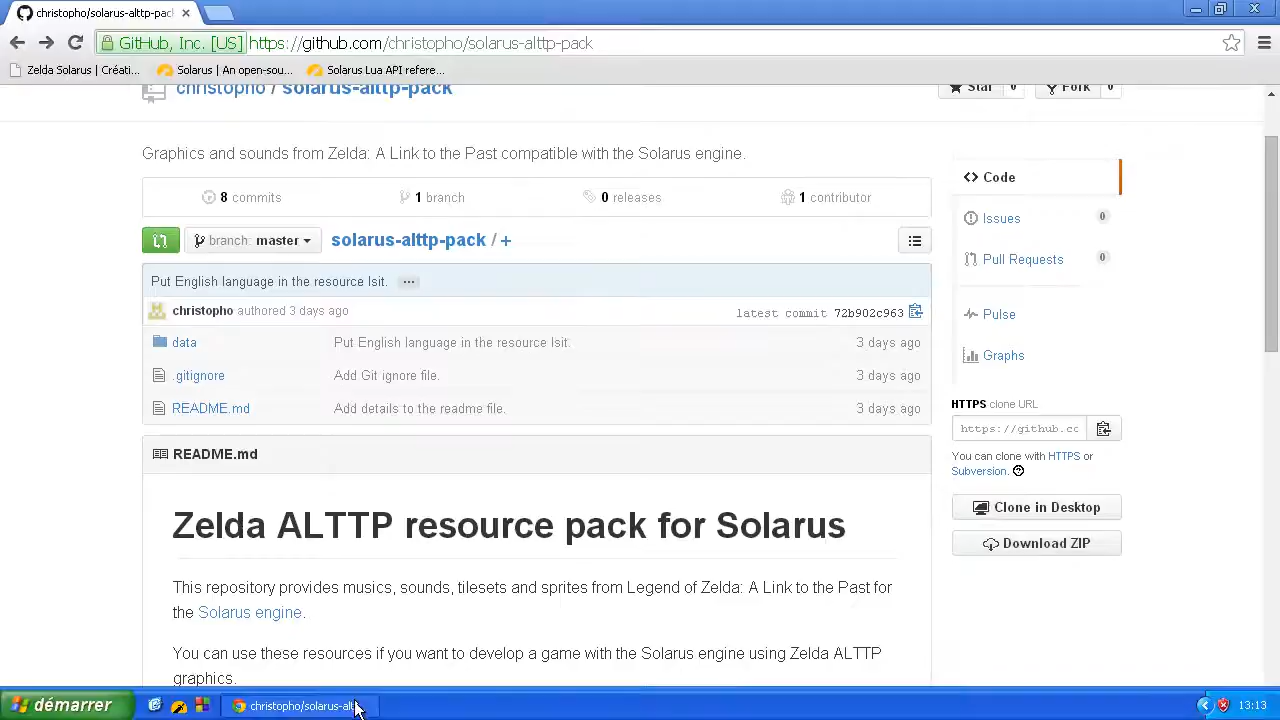 christopho/solarus-alttp-pack
GitHub, Inc. [US] https://github.com/christopho/solarus-alttp-pack
Zelda Solarus | Créati... Solarus | An open-sou... Solarus Lua API refere...
christopho / solarus-alttp-pack
Star 0 Fork 0
Graphics and sounds from Zelda: A Link to the Past compatible with the Solarus engine.
8 commits 1 branch 0 releases 1 contributor
branch: master solarus-alttp-pack / +
Put English language in the resource lsit. ...
christopho authored 3 days ago latest commit 72b902c963
data Put English language in the resource lsit. 3 days ago
.gitignore Add Git ignore file. 3 days ago
README.md Add details to the readme file. 3 days ago
README.md
Zelda ALTTP resource pack for Solarus
This repository provides musics, sounds, tilesets and sprites from Legend of Zelda: A Link to the Past for
the Solarus engine.
You can use these resources if you want to develop a game with the Solarus engine using Zelda ALTTP
graphics.
<> Code
Issues 0
Pull Requests 0
Pulse
Graphs
HTTPS clone URL
https://github.cc
You can clone with HTTPS or
Subversion.
Clone in Desktop
Download ZIP
démarrer christopho/solarus-alt 13:13